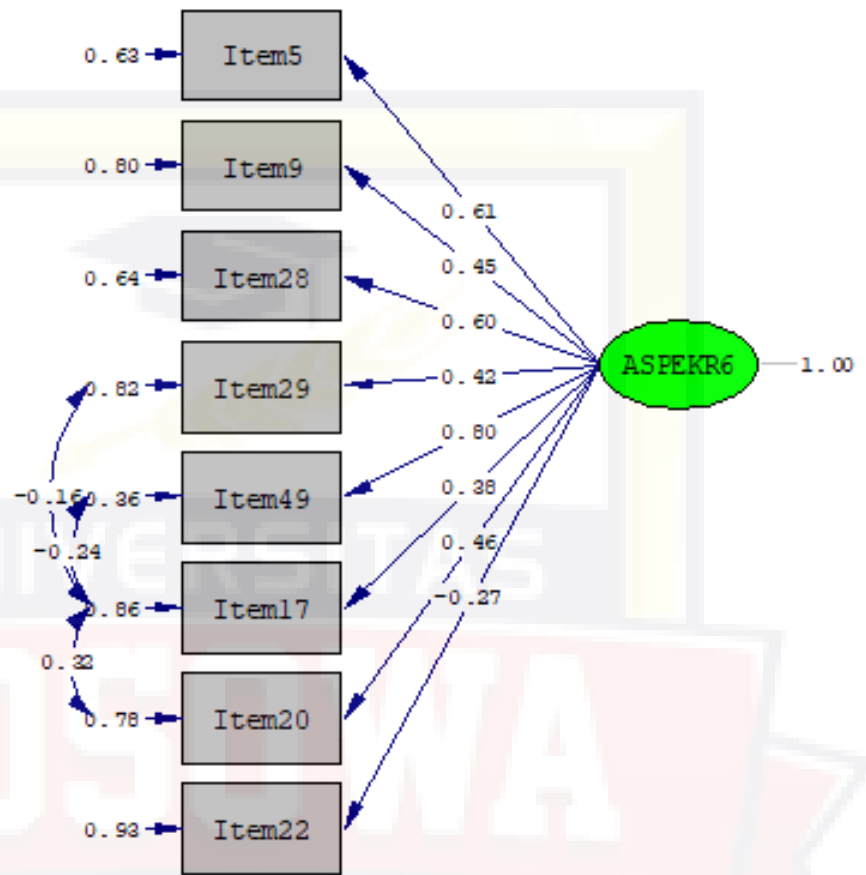 0.63 Item5
0.80 Item9
0.61
0.45
0.64 Item28
0.60
0.82 Item29
0.42
ASPEKR6 1.00
0.80
-0.16 0.36 Item49
0.38
-0.24
0.46
UNIVERSITAS
-0.27
0.86 Item17
0.32
0.78 Item20
BOSOWA
0.93 Item22